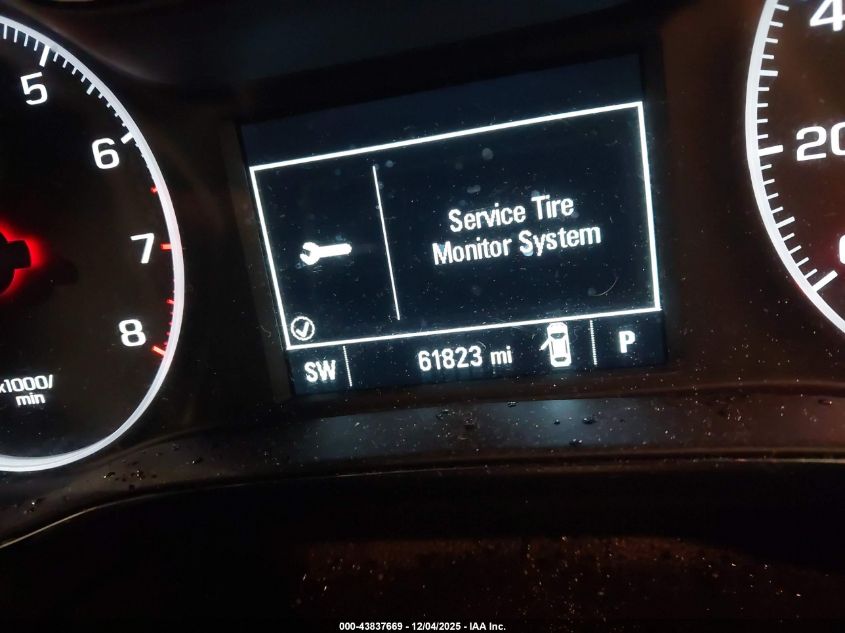 5
6
7
8
x1000/
min
Service Tire
Monitor System
SW
61823 mi
P
4
20
000-43837669 - 12/04/2025 - IAA Inc.